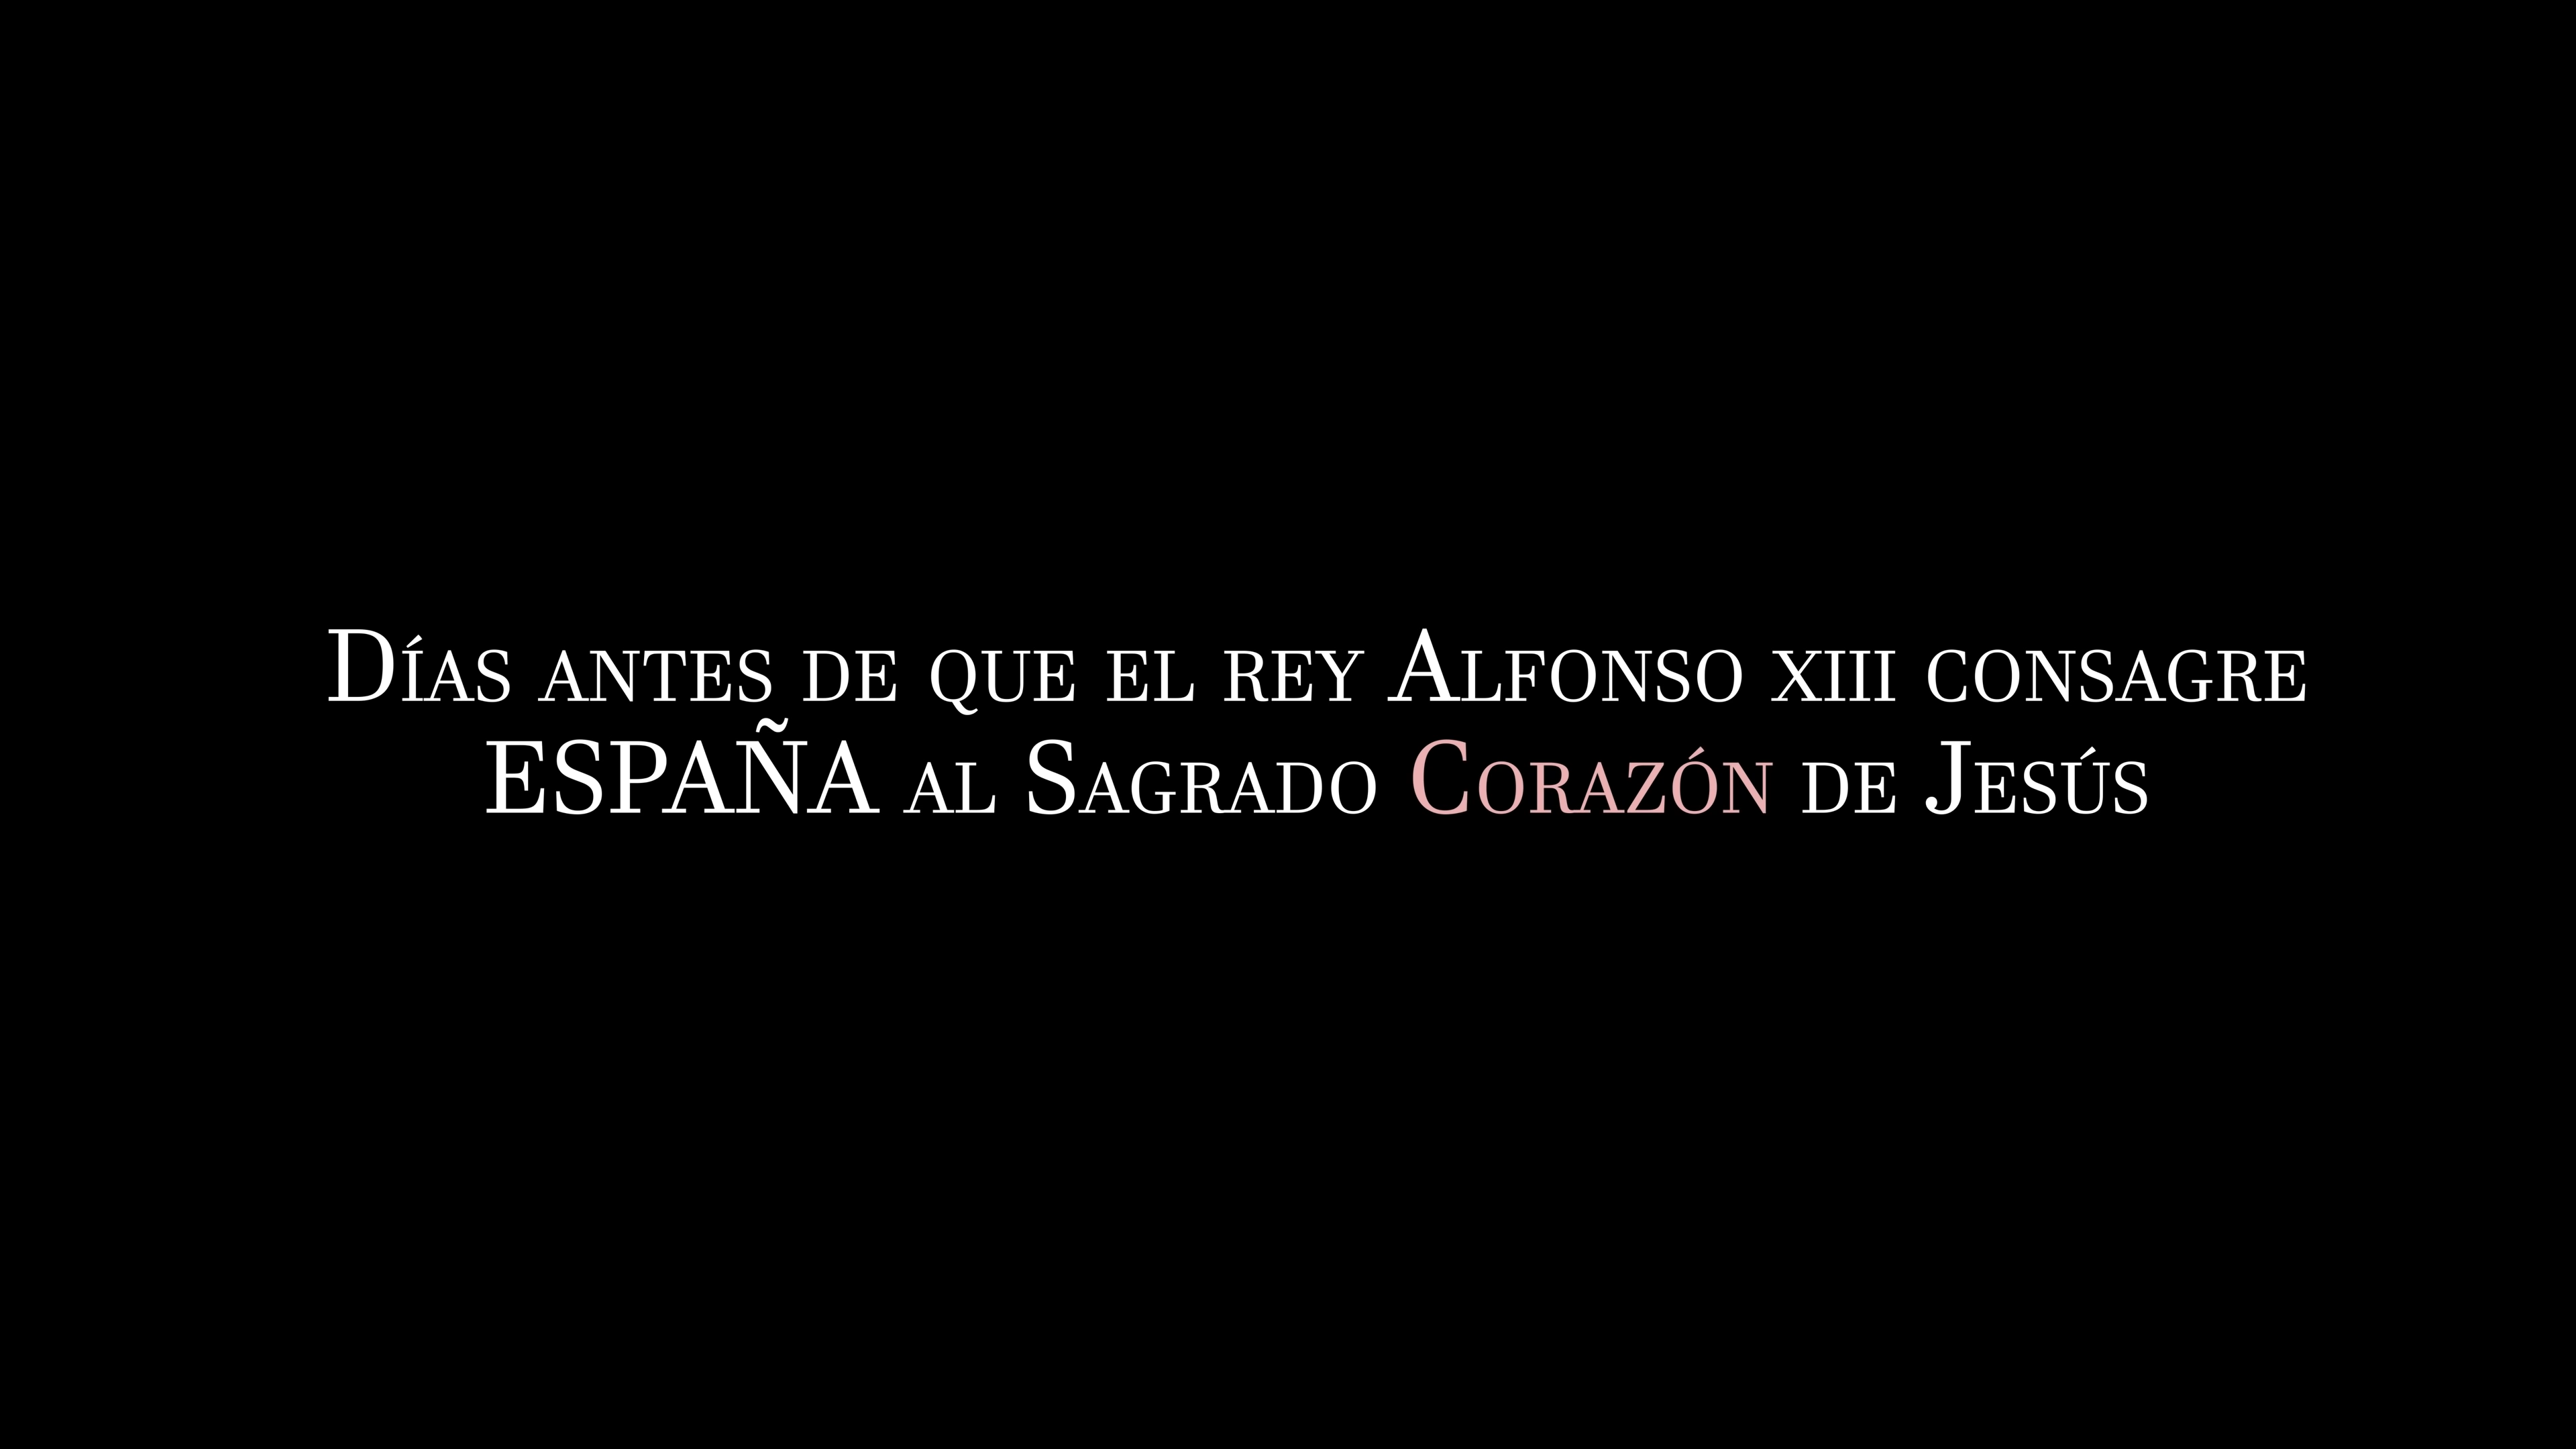 Días antes de que el rey Alfonso xiii consagre
ESPAÑA al Sagrado Corazón de Jesús